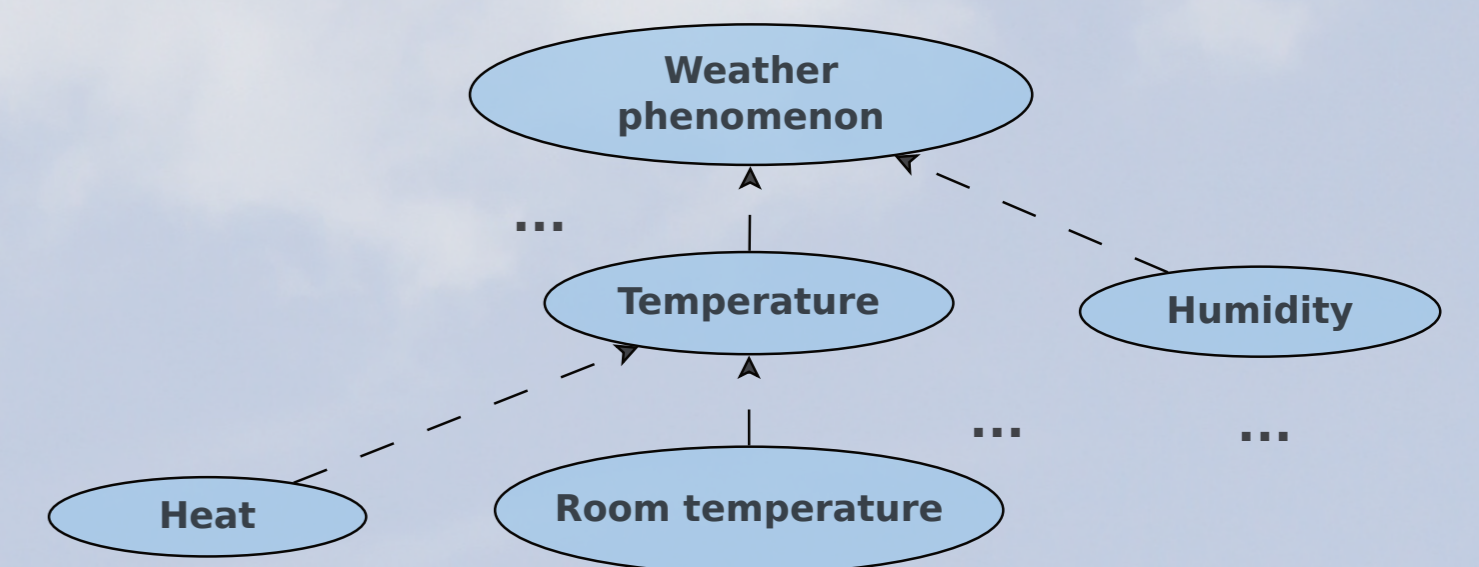 Weather
phenomenon
...
Temperature
Humidity
...
...
Heat
Room temperature